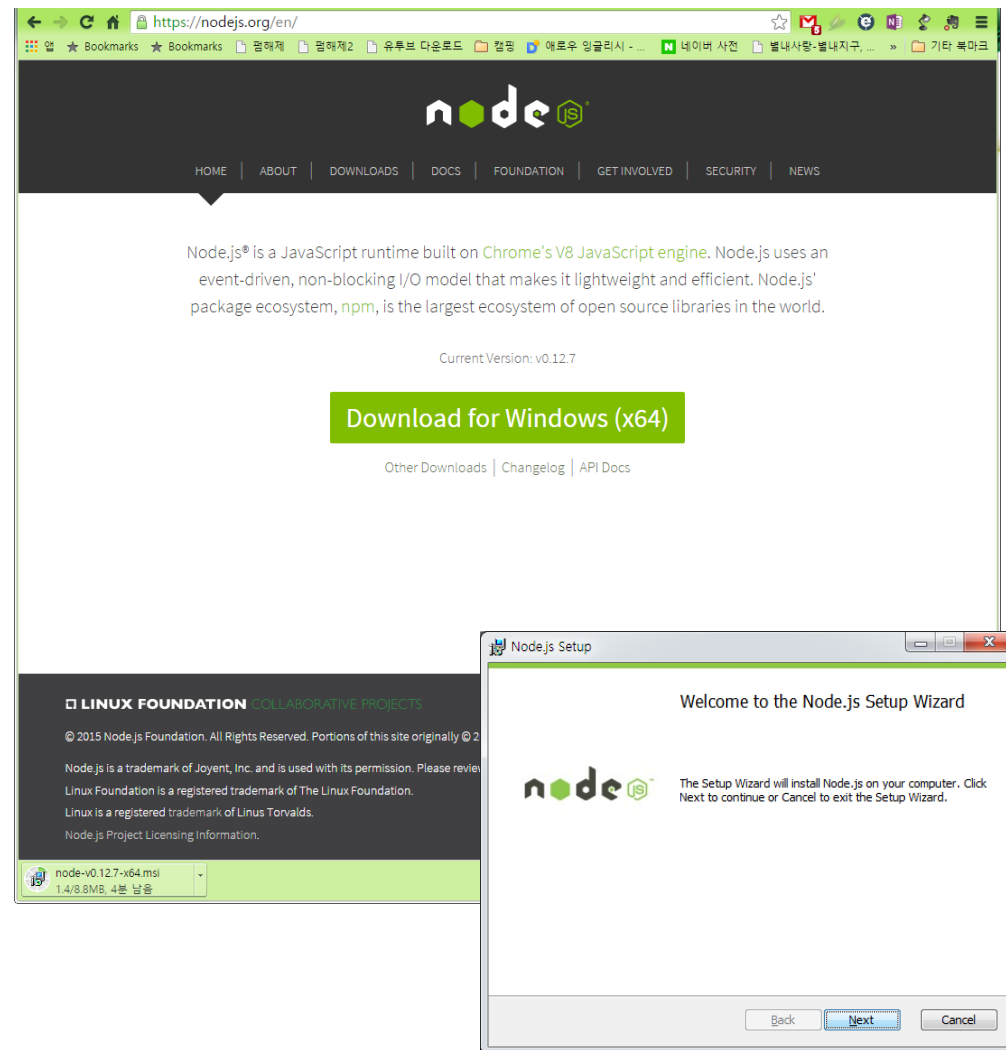 https://nodejs.org/en/
5
앱 Bookmarks Bookmarks 펌해제 펌해제2 유투브 다운로드 캠핑 애로우 잉글리시 - ... 네이버 사전 별내사랑-별내지구, ... » 기타 북마크
node JS
HOME ABOUT DOWNLOADS DOCS FOUNDATION GET INVOLVED SECURITY NEWS
Node.js® is a JavaScript runtime built on Chrome's V8 JavaScript engine. Node.js uses an
event-driven, non-blocking I/O model that makes it lightweight and efficient. Node.js'
package ecosystem, npm, is the largest ecosystem of open source libraries in the world.
Current Version: v0.12.7
Download for Windows (x64)
Other Downloads | Changelog | API Docs
LINUX FOUNDATION COLLABORATIVE PROJECTS
© 2015 Node.js Foundation. All Rights Reserved. Portions of this site originally © 2
Node.js is a trademark of Joyent, Inc. and is used with its permission. Please review
Linux Foundation is a registered trademark of The Linux Foundation.
Linux is a registered trademark of Linus Torvalds.
Node.js Project Licensing Information.
node-v0.12.7-x64.msi
1.4/8.8MB, 4분 남음
Node.js Setup
Welcome to the Node.js Setup Wizard
node JS
The Setup Wizard will install Node.js on your computer. Click
Next to continue or Cancel to exit the Setup Wizard.
Back Next Cancel